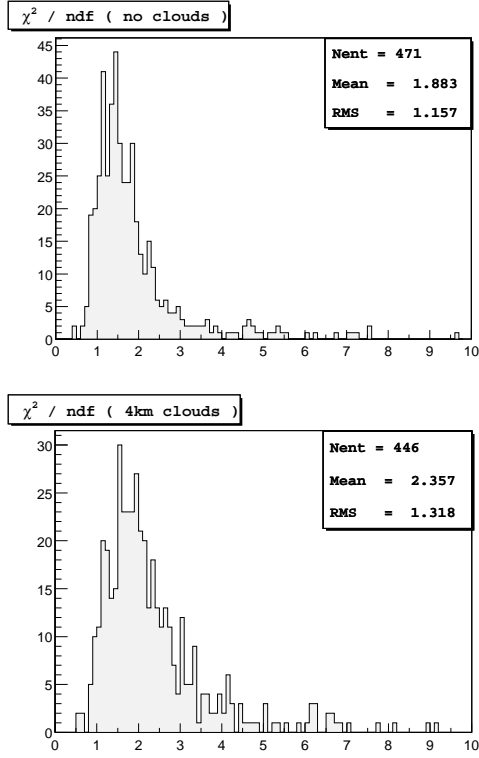 χ² / ndf ( no clouds )
Nent = 471
Mean = 1.883
RMS = 1.157
45
40
35
30
25
20
15
10
5
0
0 1 2 3 4 5 6 7 8 9 10
χ² / ndf ( 4km clouds )
Nent = 446
Mean = 2.357
RMS = 1.318
30
25
20
15
10
5
0
0 1 2 3 4 5 6 7 8 9 10